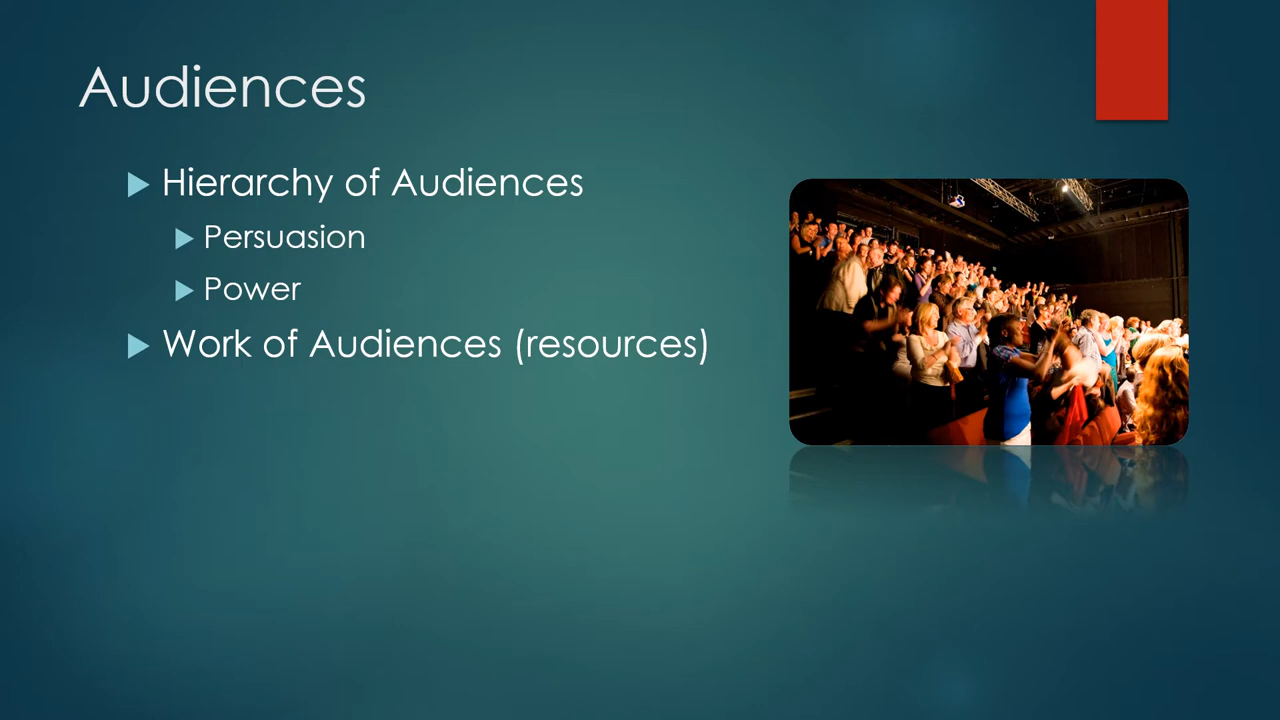 Audiences
Hierarchy of Audiences
Persuasion
Power
Work of Audiences (resources)